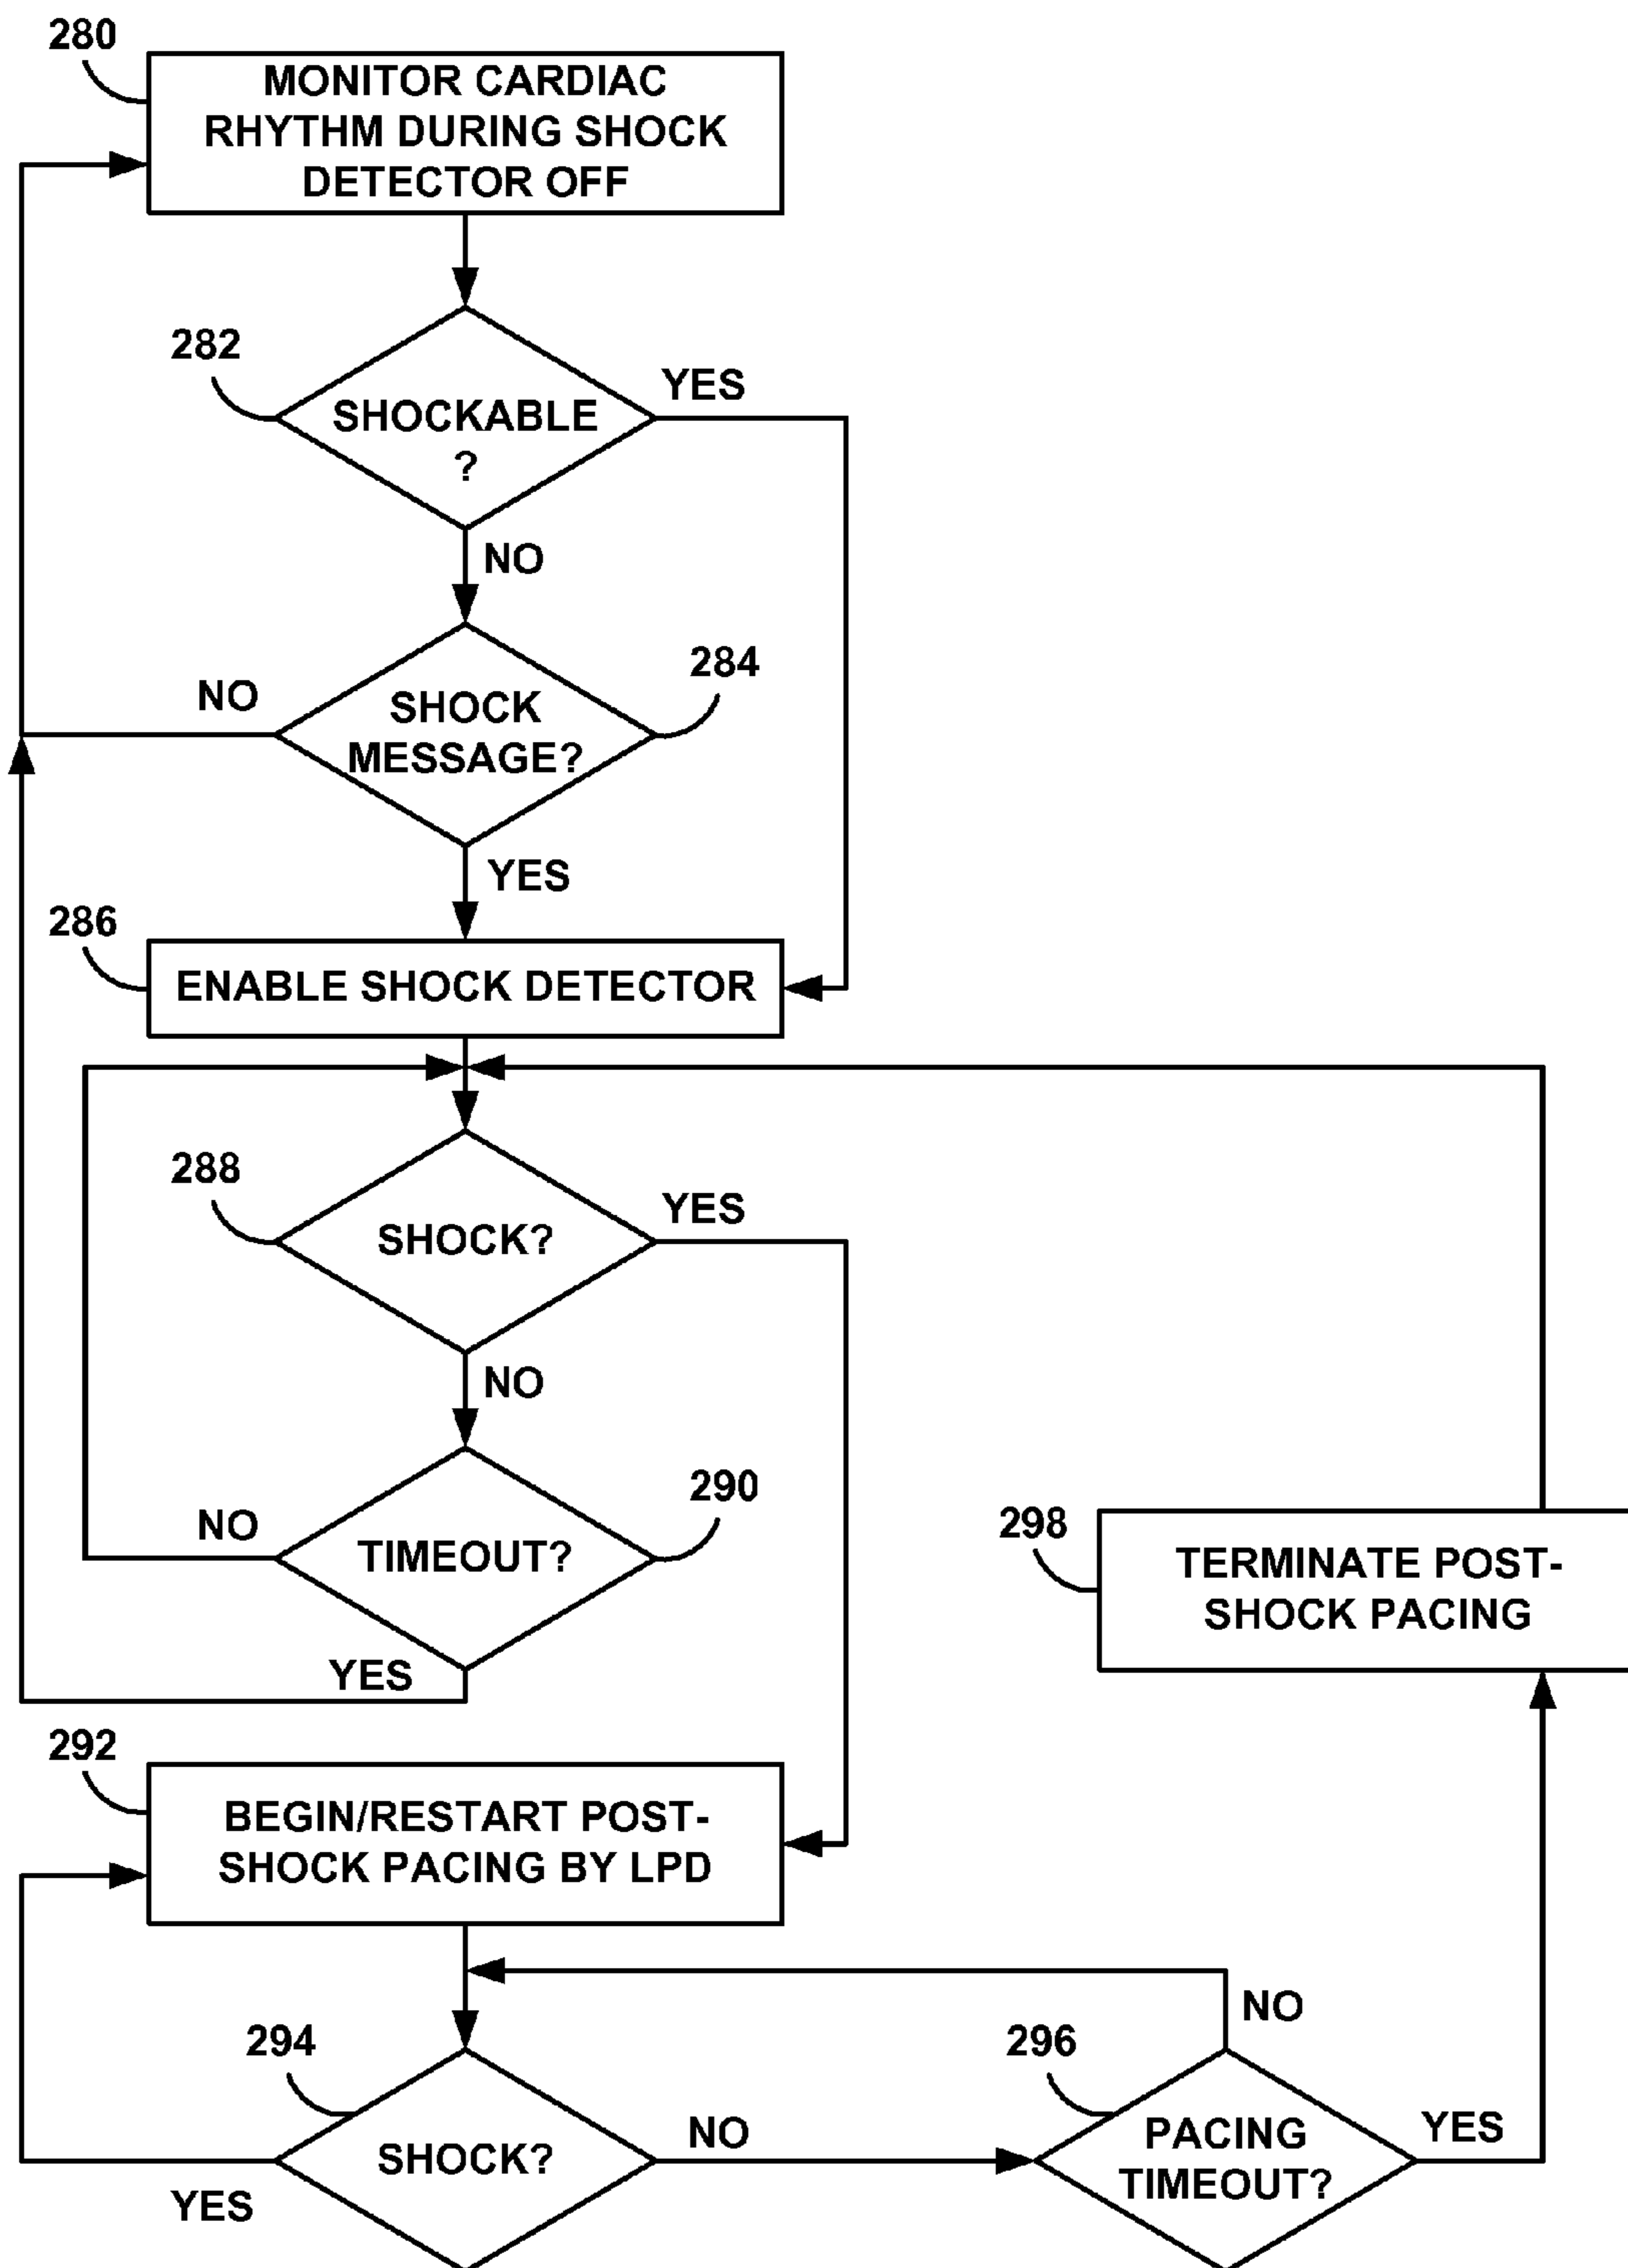 280
MONITOR CARDIAC
RHYTHM DURING SHOCK
DETECTOR OFF
282
SHOCKABLE
?
YES
NO
284
SHOCK
MESSAGE?
NO
YES
286
ENABLE SHOCK DETECTOR
288
SHOCK?
YES
NO
290
TIMEOUT?
NO
YES
298
TERMINATE POST-
SHOCK PACING
292
BEGIN/RESTART POST-
SHOCK PACING BY LPD
294
SHOCK?
YES
NO
296
PACING
TIMEOUT?
NO
YES